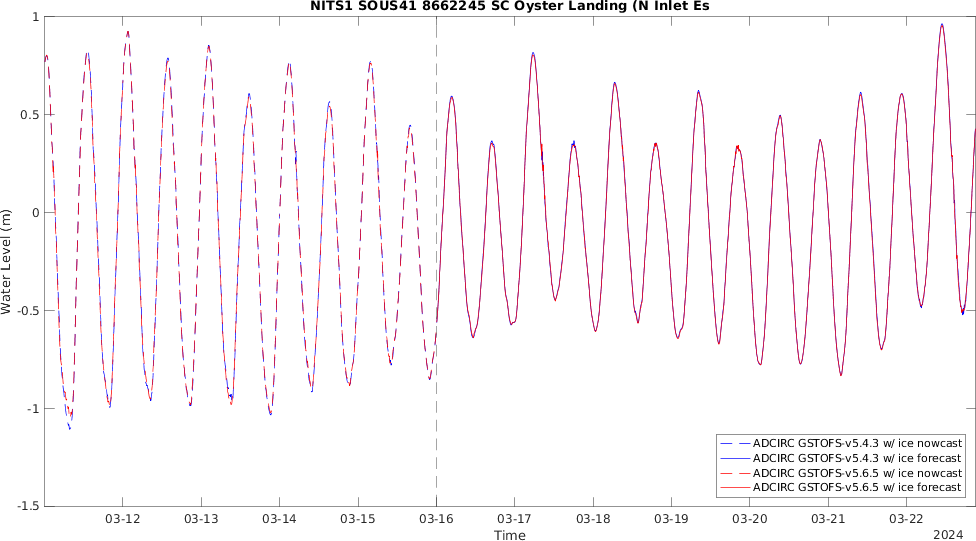 NITS1 SOUS41 8662245 SC Oyster Landing (N Inlet Es
1
0.5
0
-0.5
-1
-1.5
Water Level (m)
03-12 03-13 03-14 03-15 03-16 03-17 03-18 03-19 03-20 03-21 03-22
Time
2024
ADCIRC GSTOFS-v5.4.3 w/ ice nowcast
ADCIRC GSTOFS-v5.4.3 w/ ice forecast
ADCIRC GSTOFS-v5.6.5 w/ ice nowcast
ADCIRC GSTOFS-v5.6.5 w/ ice forecast